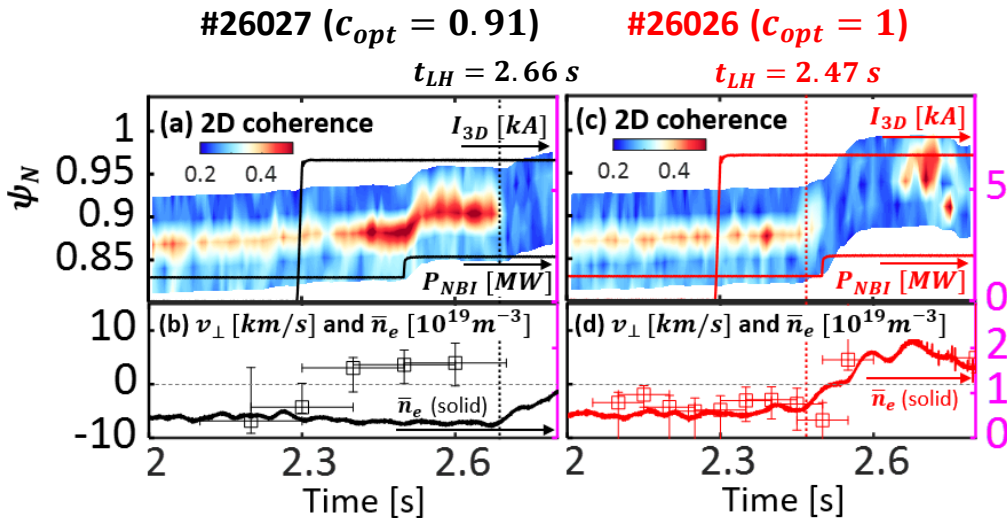 #26027 (c_opt = 0.91)
#26026 (c_opt = 1)
t_LH = 2.66 s
t_LH = 2.47 s
(a) 2D coherence
I_3D [kA]
0.2 0.4
P_NBI [MW]
ψ_N
1
0.95
0.9
0.85
(c) 2D coherence
I_3D [kA]
0.2 0.4
P_NBI [MW]
5
0
(b) v_⊥ [km/s] and n̅_e [10^19 m^-3]
n̅_e (solid)
10
0
-10
(d) v_⊥ [km/s] and n̅_e [10^19 m^-3]
n̅_e (solid)
2
1
0
2 2.3 2.6
2 2.3 2.6
Time [s]
Time [s]